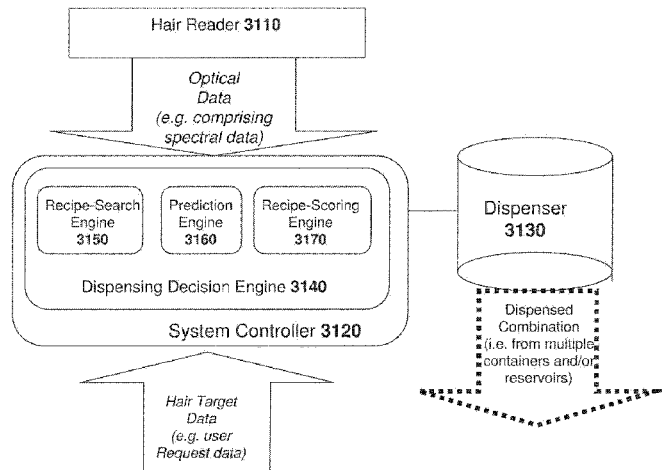 Hair Reader 3110
Optical
Data
(e.g. comprising
spectral data)
Recipe-Search
Engine
3150
Prediction
Engine
3160
Recipe-Scoring
Engine
3170
Dispensing Decision Engine 3140
System Controller 3120
Dispenser
3130
Dispensed
Combination
(i.e. from multiple
containers and/or
reservoirs)
Hair Target
Data
(e.g. user
Request data)